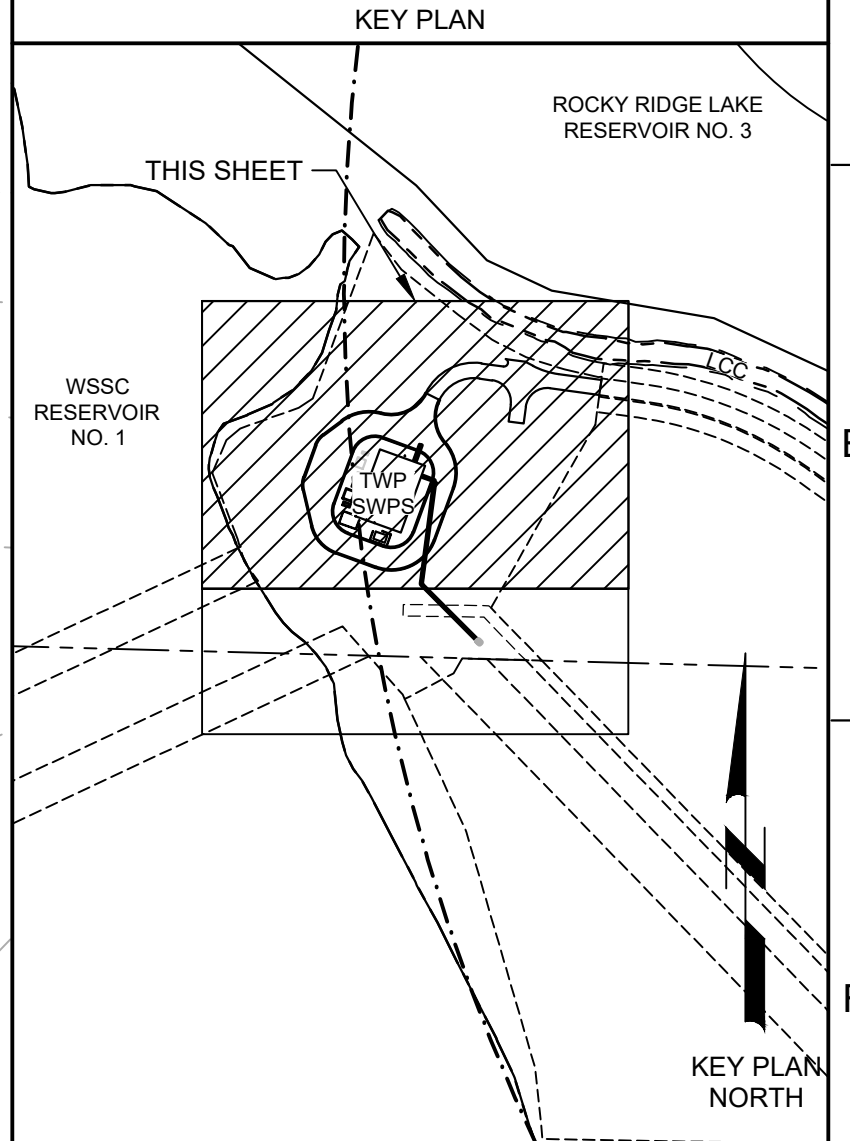 KEY PLAN
ROCKY RIDGE LAKE
RESERVOIR NO. 3
THIS SHEET
LCC
WSSC
RESERVOIR
NO. 1
TWP
SWPS
KEY PLAN
NORTH